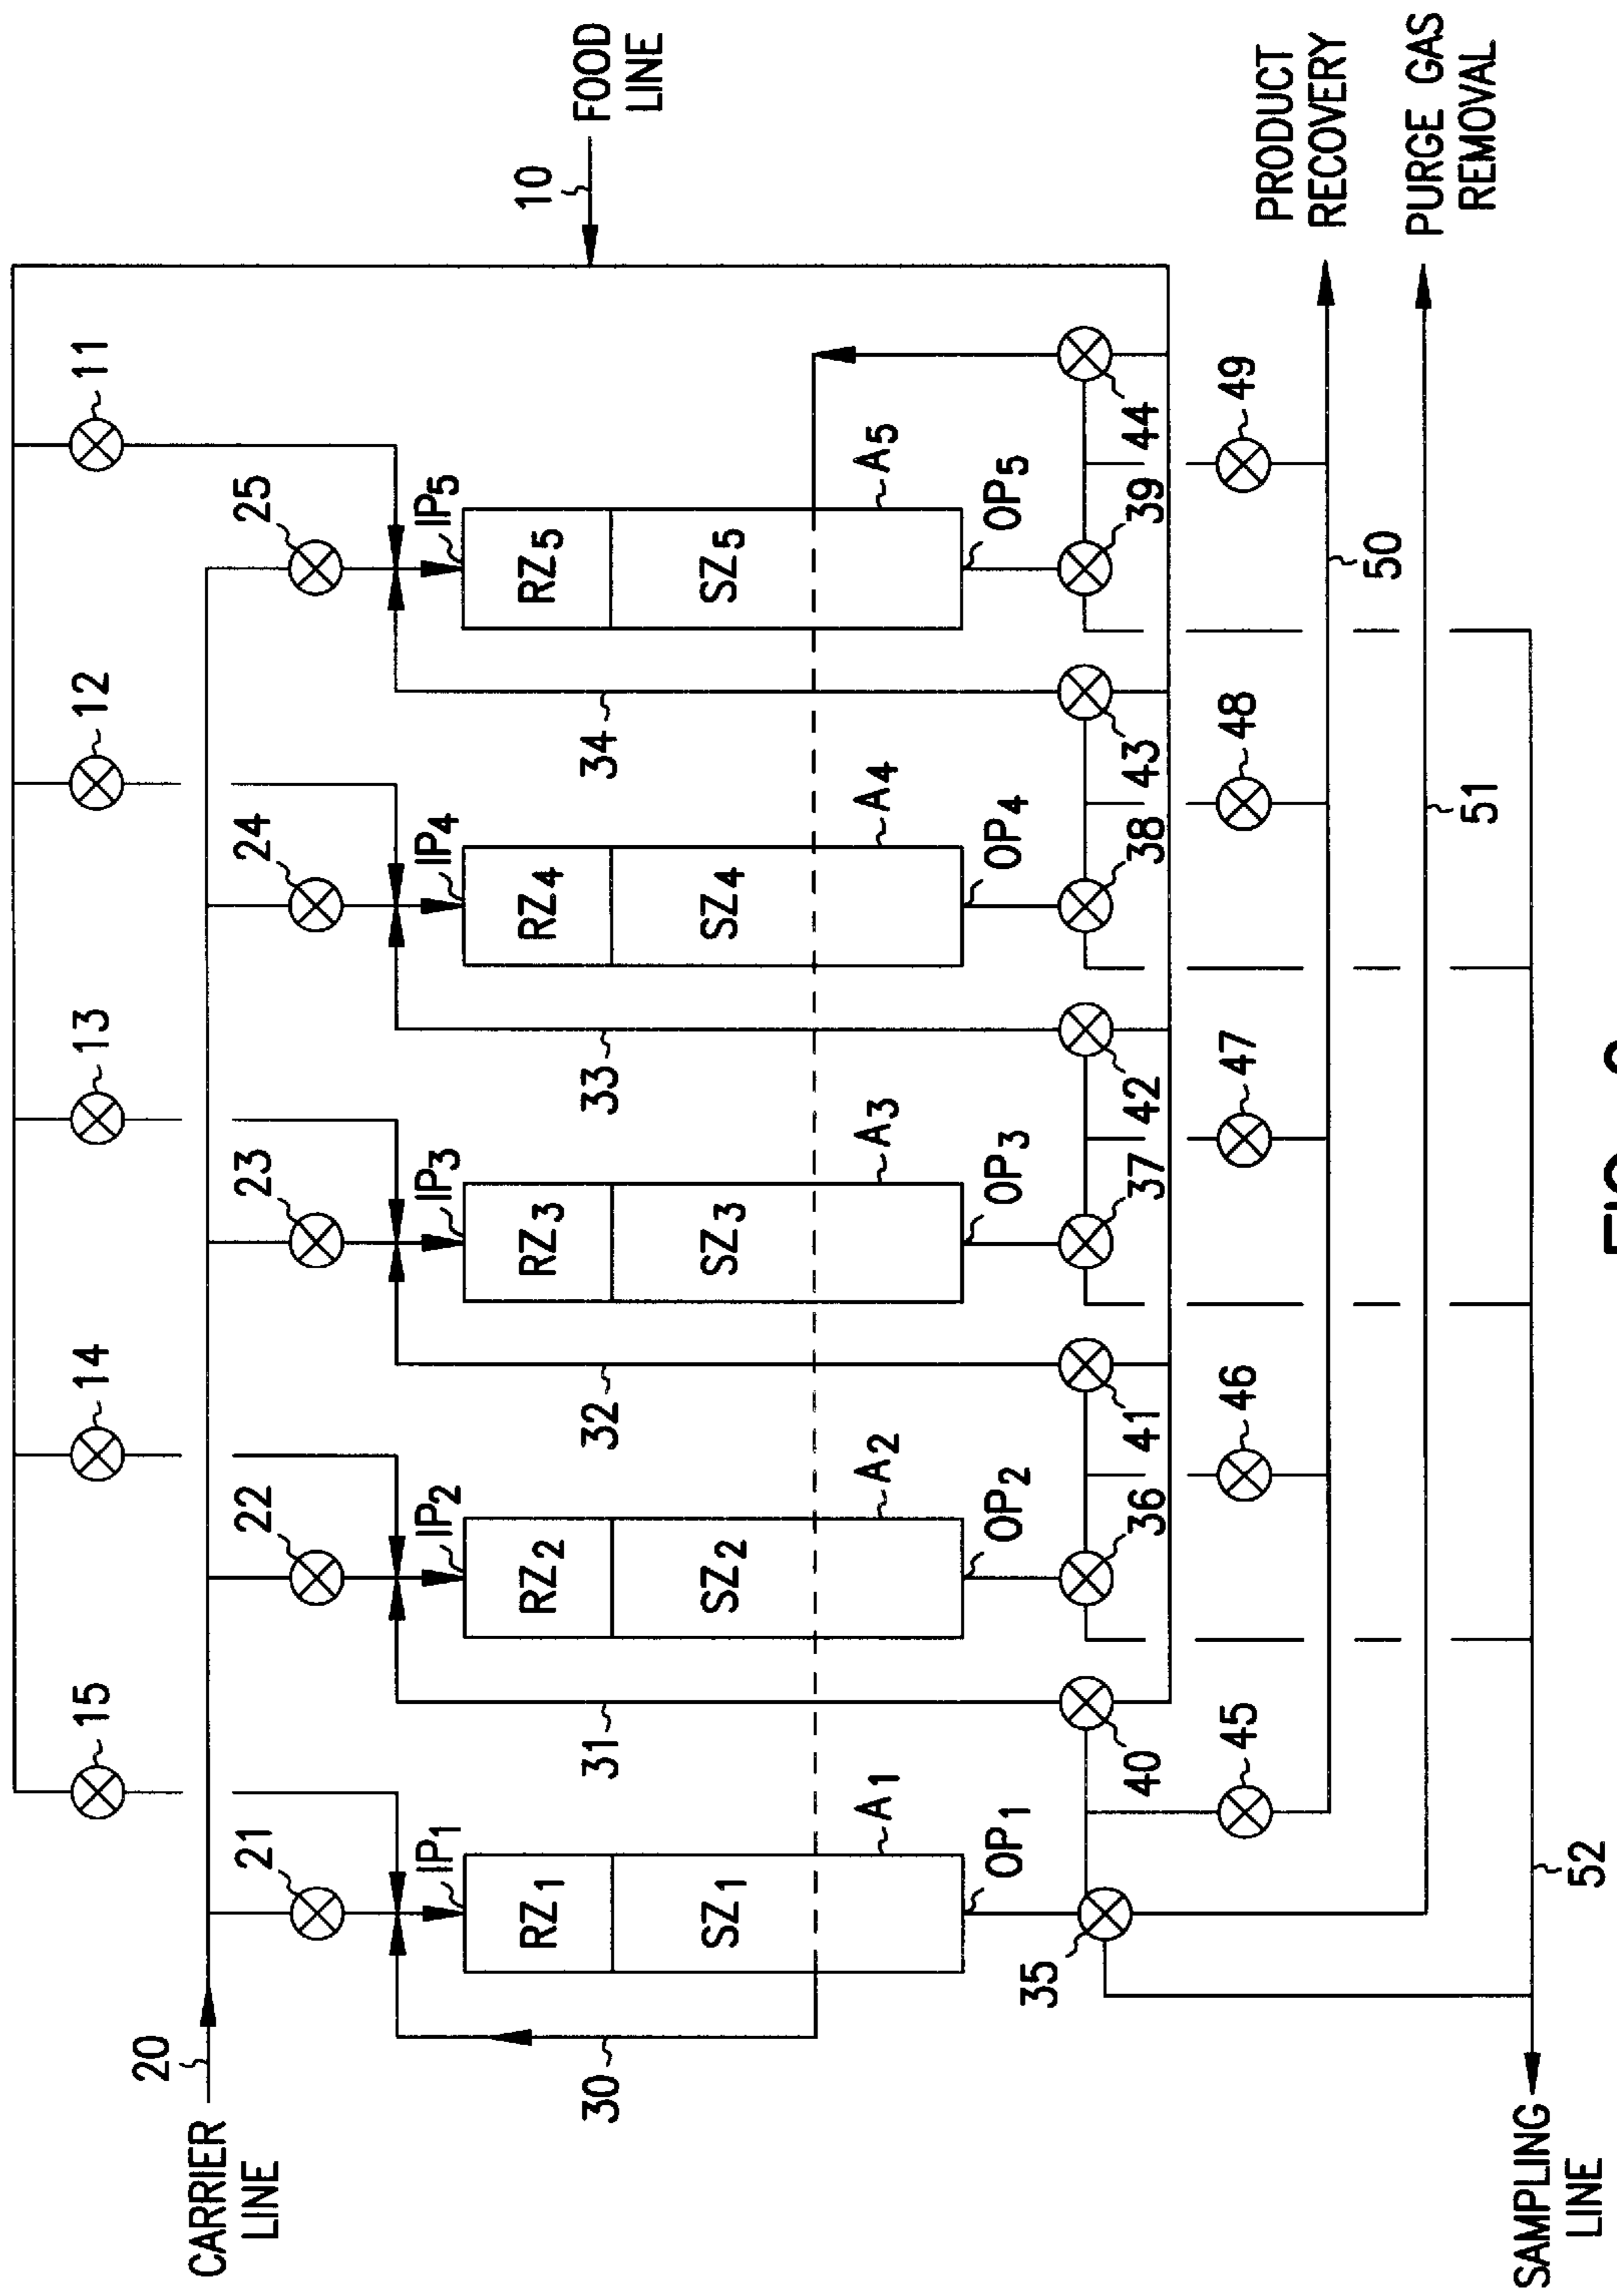 15
14
13
12
11
FOOD
LINE
10
CARRIER
LINE
20
21
22
23
24
25
IP1
IP2
IP3
IP4
IP5
RZ1
RZ2
RZ3
RZ4
RZ5
SZ1
SZ2
SZ3
SZ4
SZ5
30
31
32
33
34
A1
A2
A3
A4
A5
OP1
OP2
OP3
OP4
OP5
35
40
36
41
37
42
38
43
39
44
45
46
47
48
49
PRODUCT
RECOVERY
50
PURGE GAS
REMOVAL
51
SAMPLING
LINE
52